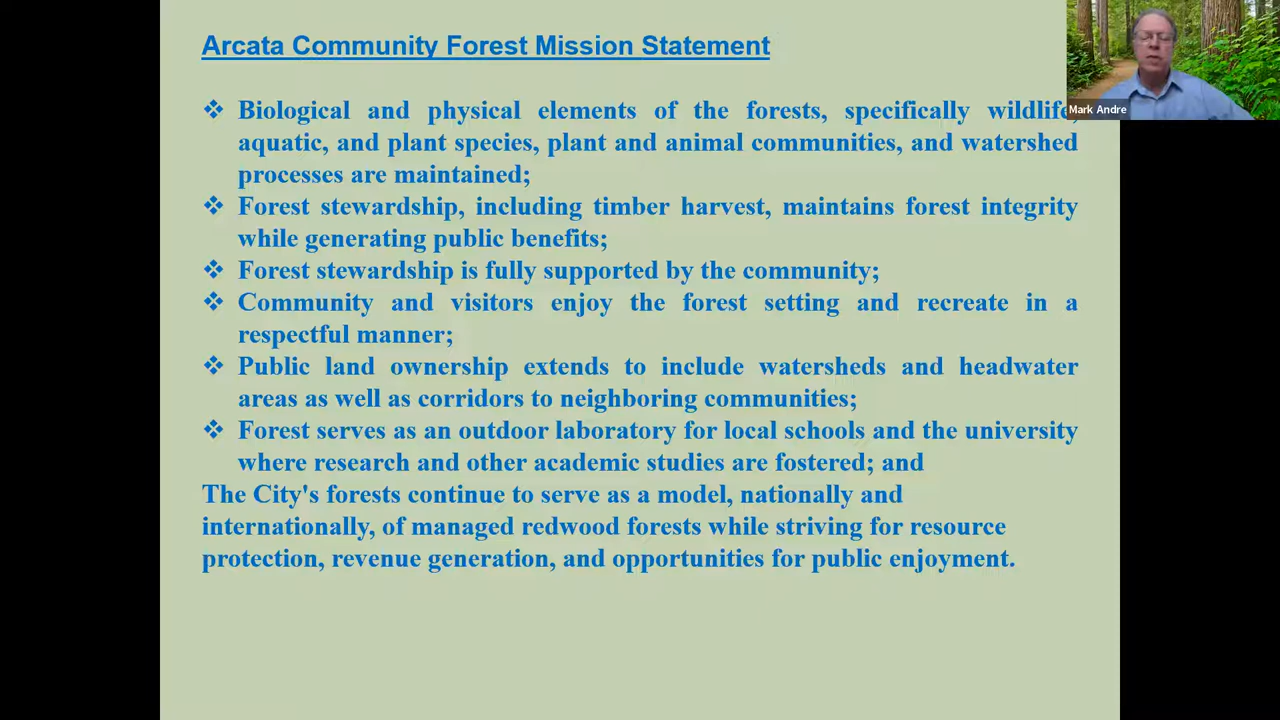 Arcata Community Forest Mission Statement
Mark Andre
❖ Biological and physical elements of the forests, specifically wildlife,
aquatic, and plant species, plant and animal communities, and watershed
processes are maintained;
❖ Forest stewardship, including timber harvest, maintains forest integrity
while generating public benefits;
❖ Forest stewardship is fully supported by the community;
❖ Community and visitors enjoy the forest setting and recreate in a
respectful manner;
❖ Public land ownership extends to include watersheds and headwater
areas as well as corridors to neighboring communities;
❖ Forest serves as an outdoor laboratory for local schools and the university
where research and other academic studies are fostered; and
The City's forests continue to serve as a model, nationally and
internationally, of managed redwood forests while striving for resource
protection, revenue generation, and opportunities for public enjoyment.